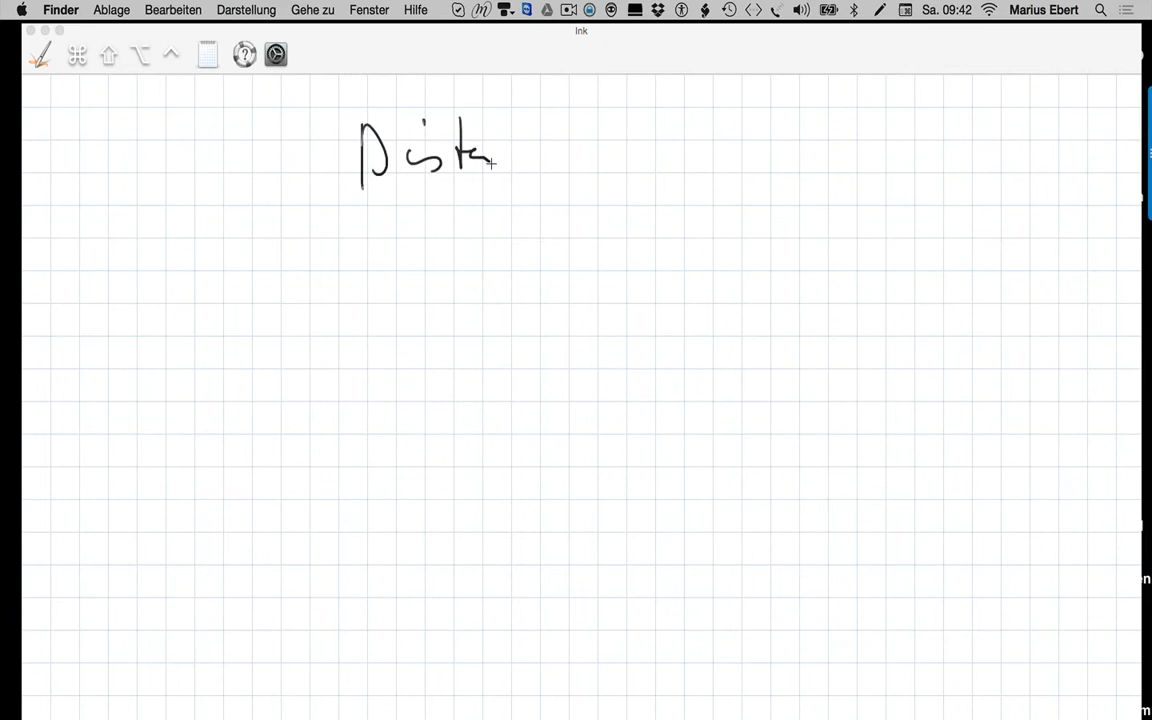 Finder Ablage Bearbeiten Darstellung Gehe zu Fenster Hilfe Sa. 09:42 Marius Ebert
Ink
Dist